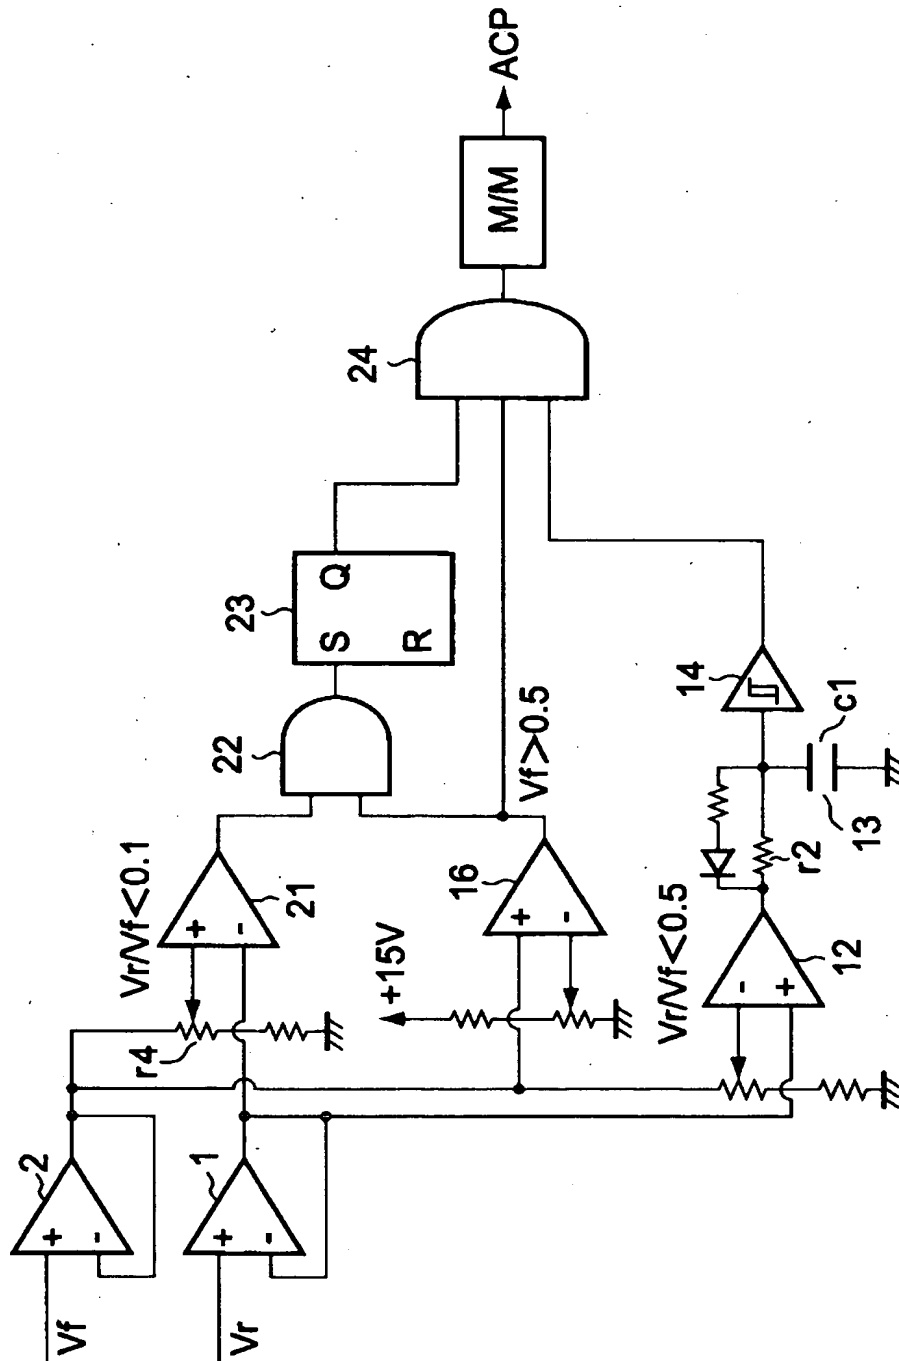 Vf
+
-
2
Vr
+
-
1
r4
Vr/Vf<0.1
+
-
21
22
S
Q
R
23
+15V
+
-
16
Vf>0.5
Vr/Vf<0.5
-
+
12
r2
13
c1
14
24
M/M
ACP